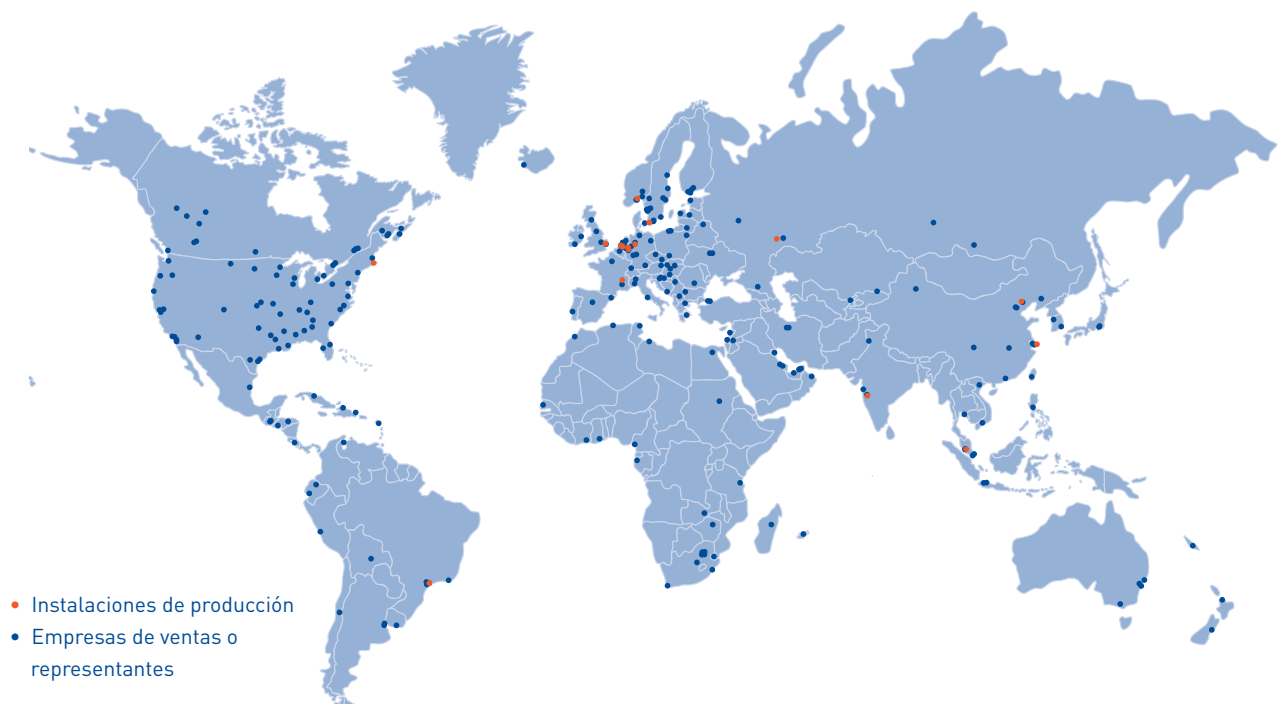 Instalaciones de producción
Empresas de ventas o
representantes